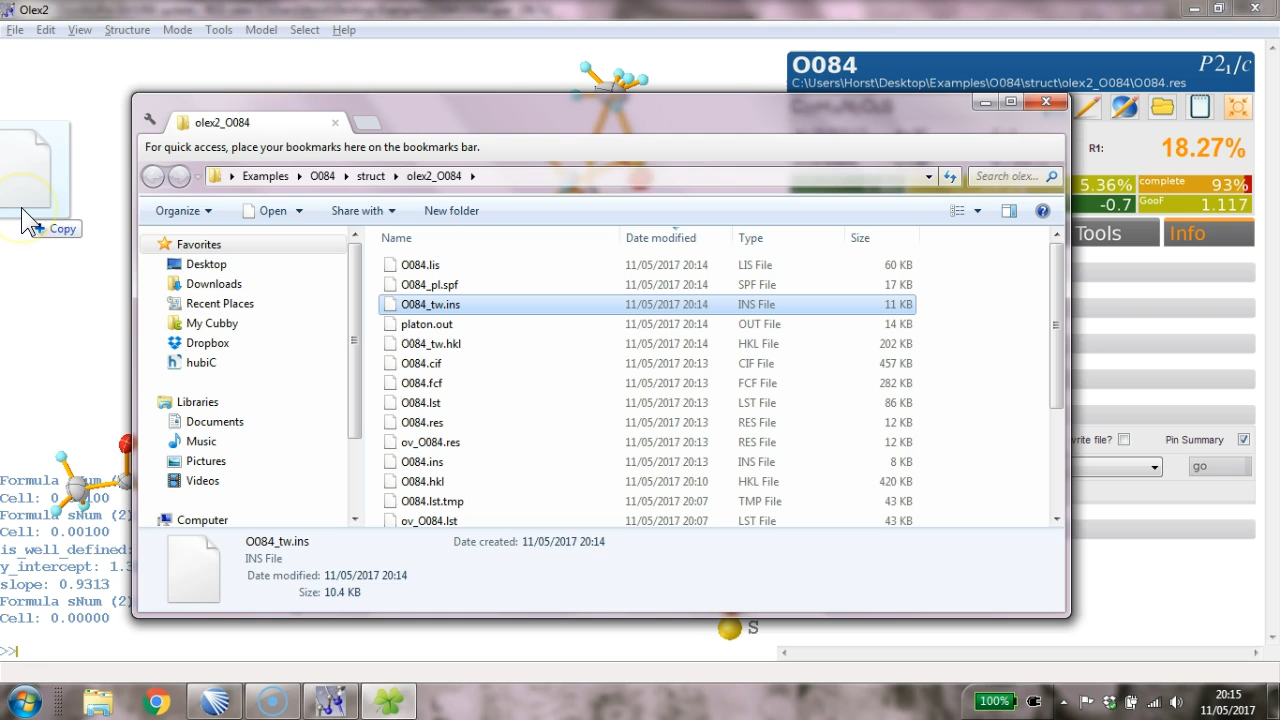 Olex2
File Edit View Structure Mode Tools Model Select Help
O084
P2₁/c
C:\Users\Horst\Desktop\Examples\O084\struct\olex2_O084\O084.res
olex2_O084
For quick access, place your bookmarks here on the bookmarks bar.
R1: 18.27%
Examples O084 struct olex2_O084
Search olex...
5.36% complete 93%
-0.7 GooF 1.117
Organize Open Share with New folder
Copy
Tools Info
Name Date modified Type Size
Favorites
Desktop
Downloads
Recent Places
My Cubby
Dropbox
hubiC
Libraries
Documents
Music
Pictures
Videos
Computer
O084.lis 11/05/2017 20:14 LIS File 60 KB
O084_pl.spf 11/05/2017 20:14 SPF File 17 KB
O084_tw.ins 11/05/2017 20:14 INS File 11 KB
platon.out 11/05/2017 20:14 OUT File 14 KB
O084_tw.hkl 11/05/2017 20:14 HKL File 202 KB
O084.cif 11/05/2017 20:13 CIF File 457 KB
O084.fcf 11/05/2017 20:13 FCF File 282 KB
O084.lst 11/05/2017 20:13 LST File 86 KB
O084.res 11/05/2017 20:13 RES File 12 KB
ov_O084.res 11/05/2017 20:13 RES File 12 KB
O084.ins 11/05/2017 20:13 INS File 8 KB
O084.hkl 11/05/2017 20:10 HKL File 420 KB
O084.lst.tmp 11/05/2017 20:07 TMP File 43 KB
ov_O084.lst 11/05/2017 20:07 LST File 43 KB
file? Pin Summary
go
Formula
Cell:
Formula sNum (2)
Cell: 0.00100
is_well_defined:
y_intercept:
slope: 0.9313
Formula sNum (2)
Cell: 0.00000
>>
O084_tw.ins Date created: 11/05/2017 20:14
INS File
Date modified: 11/05/2017 20:14
Size: 10.4 KB
S
100%
20:15
11/05/2017